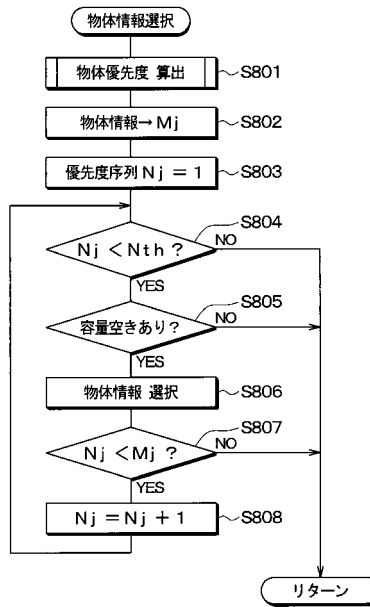 物体情報選択
物体優先度 算出
S801
物体情報→Mj
S802
優先度序列Nj＝1
S803
S804
Nj＜Nth？
NO
YES
S805
容量空きあり？
NO
YES
物体情報 選択
S806
S807
Nj＜Mj？
NO
YES
Nj＝Nj＋1
S808
リターン